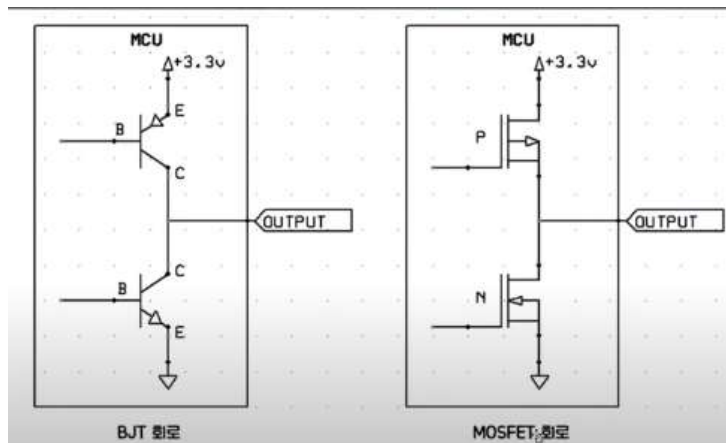 MCU
+3.3v
E
B
C
OUTPUT
C
B
E
BJT 회로
MCU
+3.3v
P
OUTPUT
N
MOSFET 회로